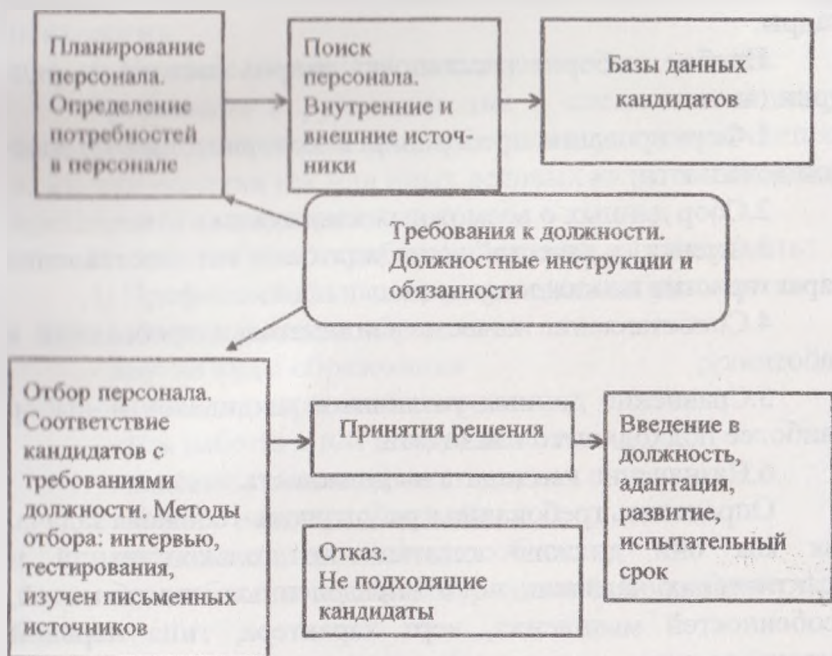 Планирование
персонала.
Определение
потребностей
в персонале
Поиск
персонала.
Внутренние и
внешние источ-
ники
Базы данных
кандидатов
Требования к должности.
Должностные инструкции и
обязанности
Отбор персонала.
Соответствие
кандидатов с
требованиями
должности. Методы
отбора: интервью,
тестирования,
изучен письменных
источников
Принятия решения
Отказ.
Не подходящие
кандидаты
Введение в
должность,
адаптация,
развитие,
испытательный
срок